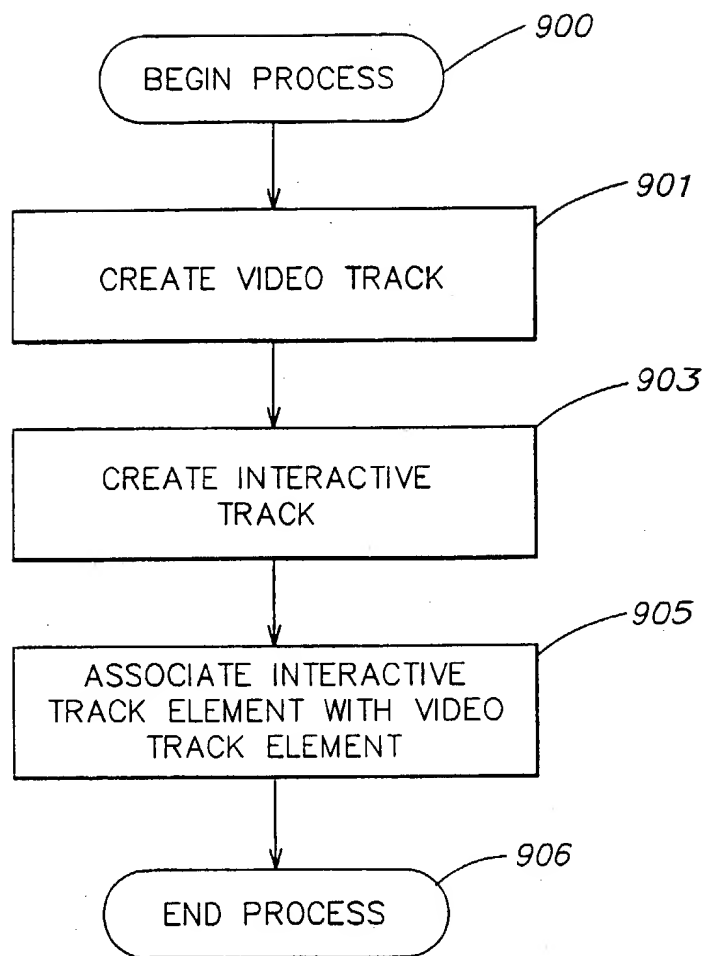 900
BEGIN PROCESS
901
CREATE VIDEO TRACK
903
CREATE INTERACTIVE
TRACK
905
ASSOCIATE INTERACTIVE
TRACK ELEMENT WITH VIDEO
TRACK ELEMENT
906
END PROCESS